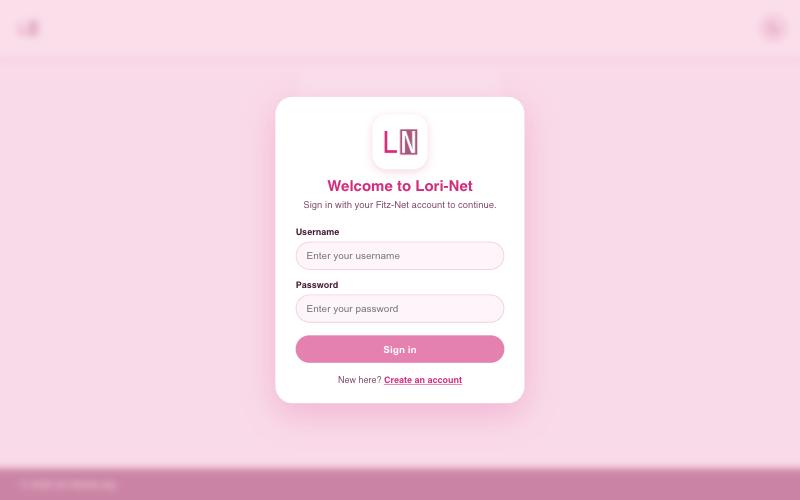 LN
Welcome to Lori-Net
Sign in with your Fitz-Net account to continue.
Username
Enter your username
Password
Enter your password
Sign in
New here? Create an account